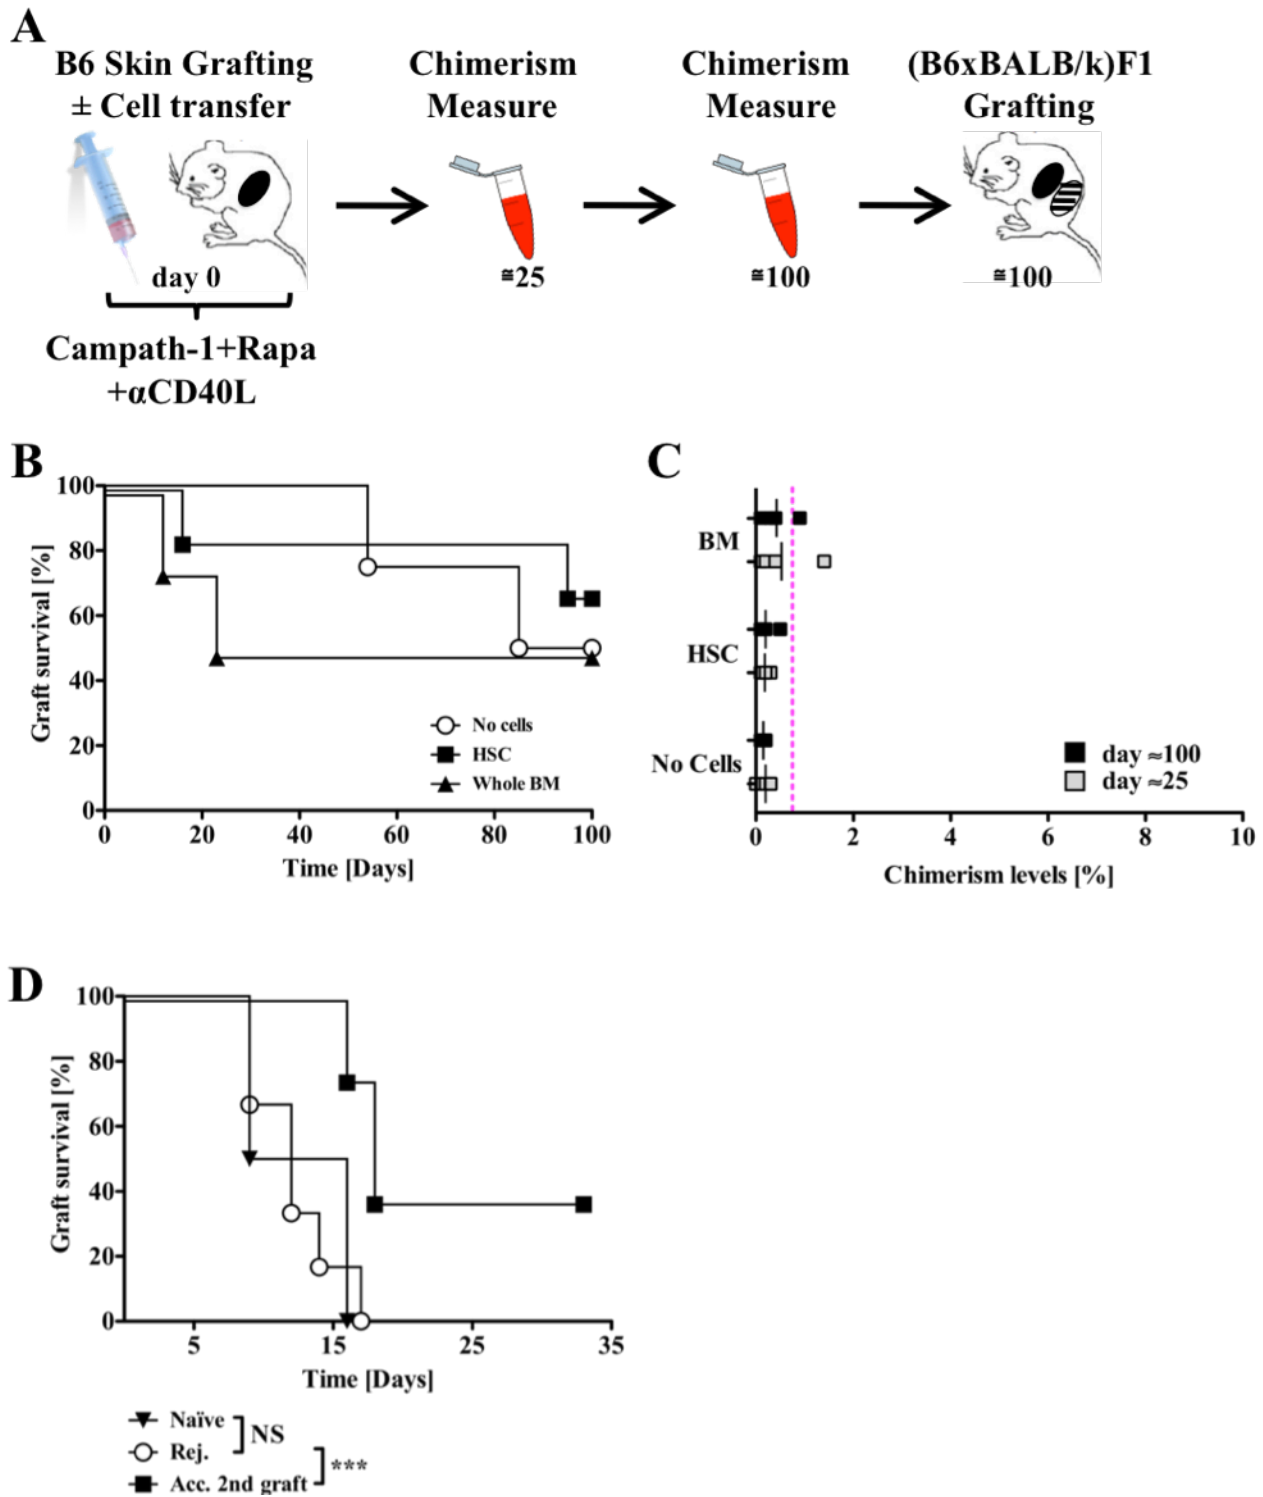 A
B6 Skin Grafting
± Cell transfer
Chimerism
Measure
Chimerism
Measure
(B6xBALB/k)F1
Grafting
day 0
≅25
≅100
≅100
Campath-1+Rapa
+αCD40L
B
Graft survival [%]
100
80
60
40
20
0
0 20 40 60 80 100
Time [Days]
No cells
HSC
Whole BM
C
BM
HSC
No Cells
day ≈100
day ≈25
0 2 4 6 8 10
Chimerism levels [%]
D
Graft survival [%]
100
80
60
40
20
0
5 15 25 35
Time [Days]
Naïve
Rej.
Acc. 2nd graft
NS
***